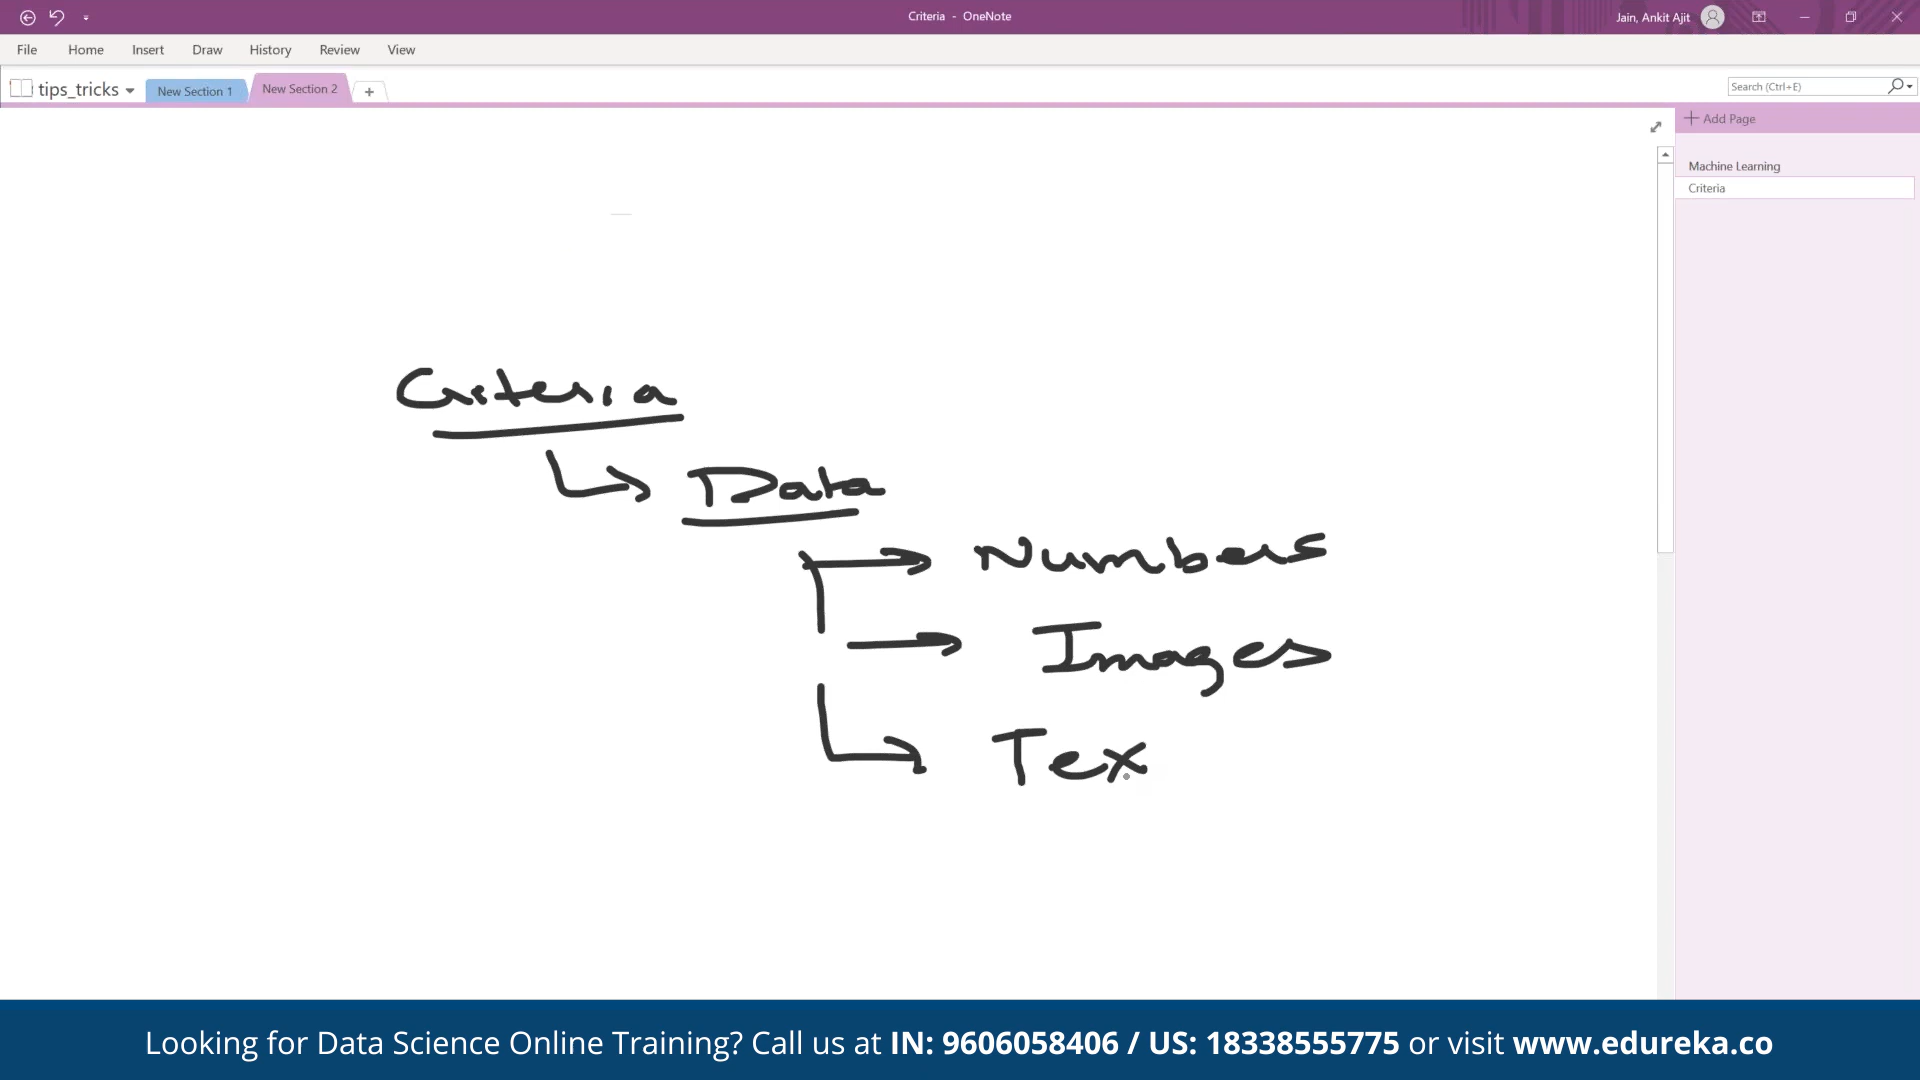 Criteria - OneNote
Jain, Ankit Ajit
File Home Insert Draw History Review View
tips_tricks New Section 1 New Section 2 +
Search (Ctrl+E)
Add Page
Machine Learning
Criteria
Criteria
Data
Numbers
Images
Tex
Looking for Data Science Online Training? Call us at IN: 9606058406 / US: 18338555775 or visit www.edureka.co